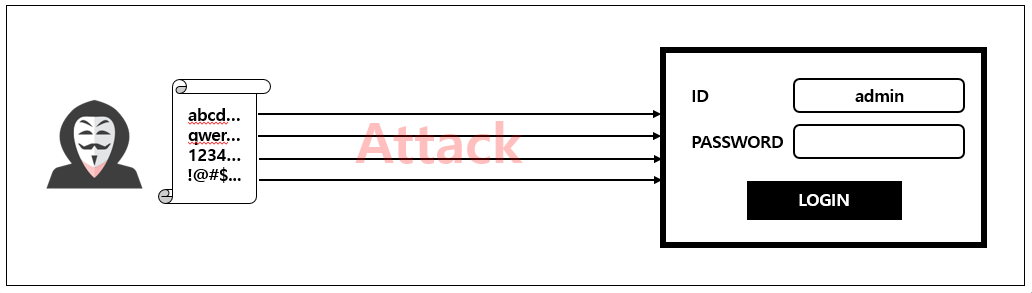 abcd...
qwer...
1234...
!@#$...
Attack
ID
admin
PASSWORD
LOGIN